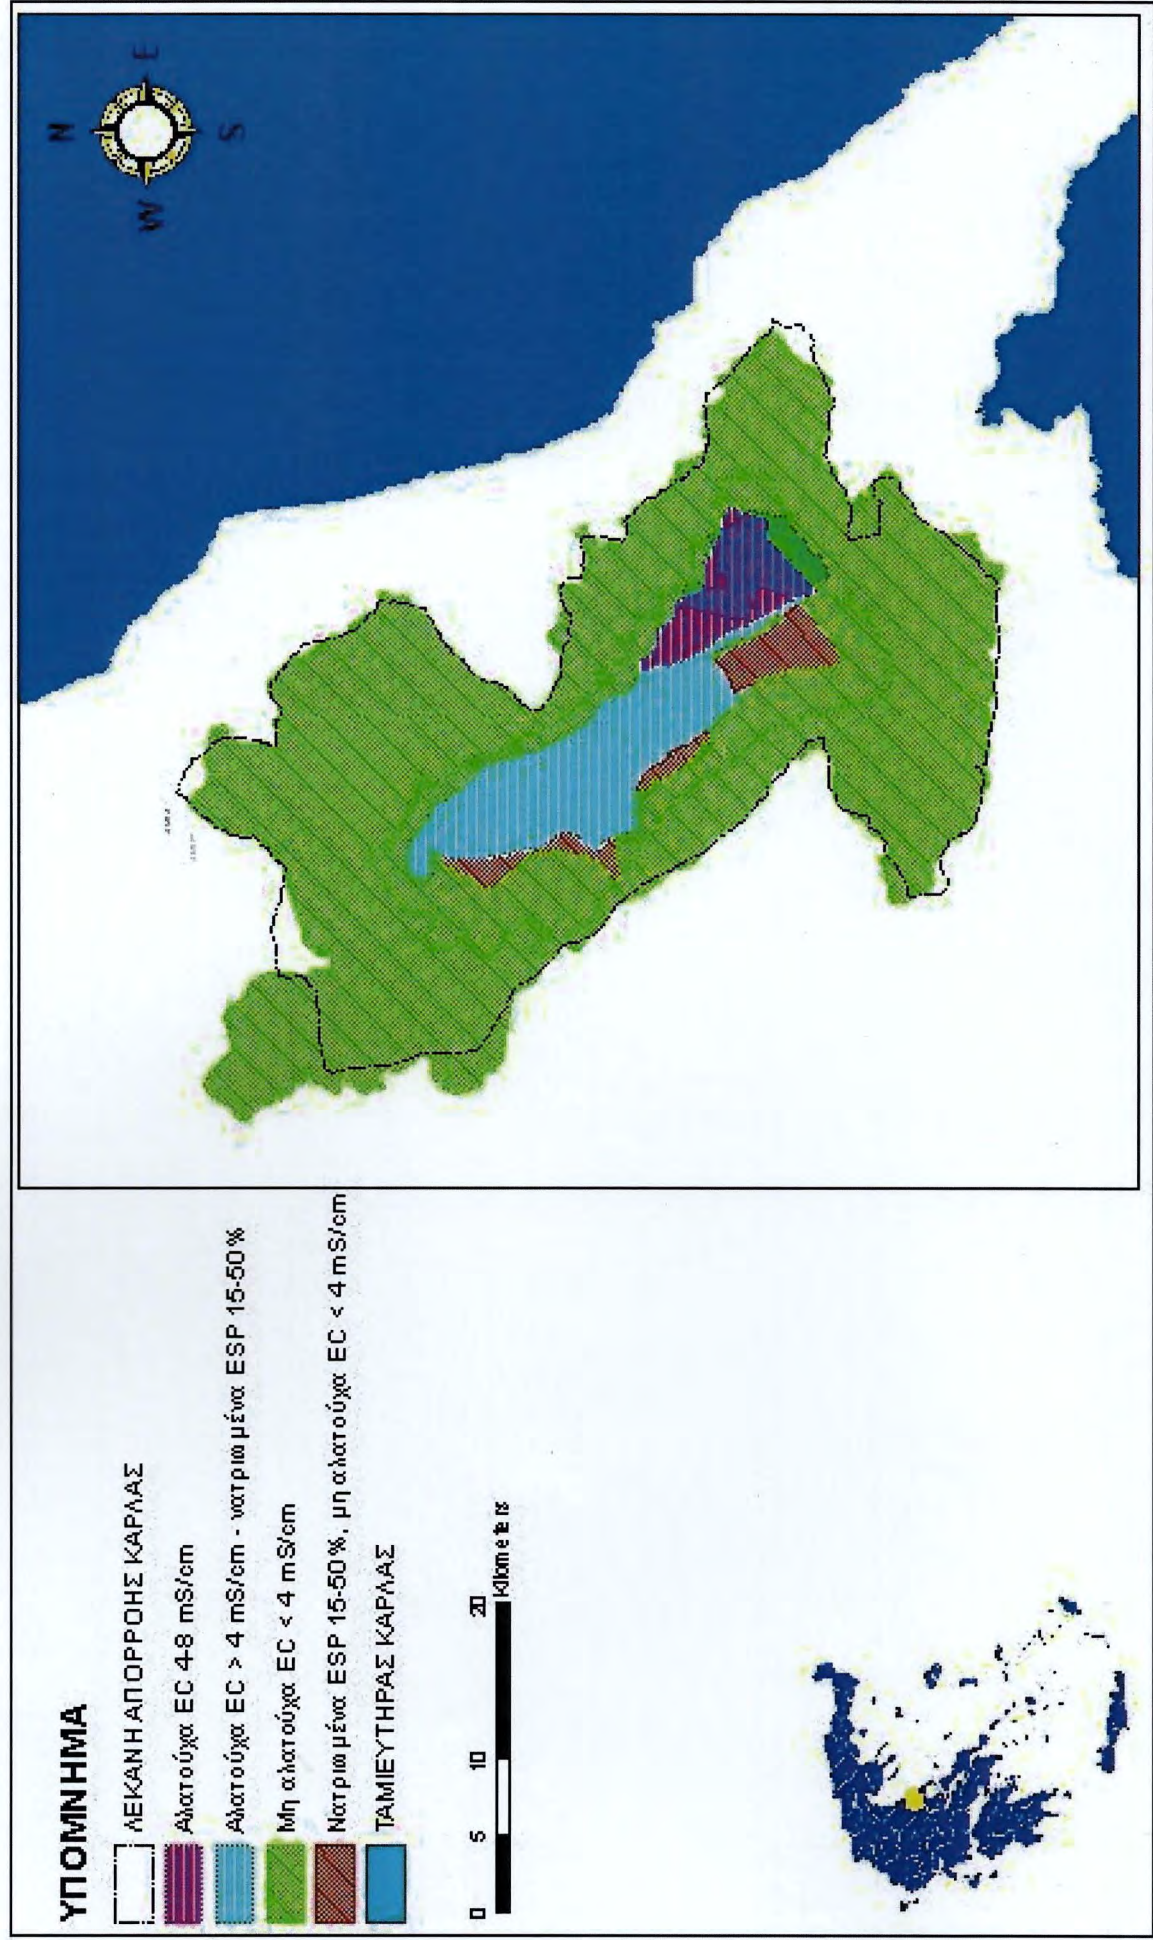 ΥΠΟΜΝΗΜΑ
ΛΕΚΑΝΗ ΑΠΟΡΡΟΗΣ ΚΑΡΛΑΣ
Αλατούχα EC 4-8 mS/cm
Αλατούχα EC > 4 mS/cm - νατριωμένα ESP 15-50%
Μη αλατούχα EC < 4 mS/cm
Νατριωμένα ESP 15-50%, μη αλατούχα EC < 4 mS/cm
ΤΑΜΙΕΥΤΗΡΑΣ ΚΑΡΛΑΣ
0 5 10 20
Kilometers
N
W E
S